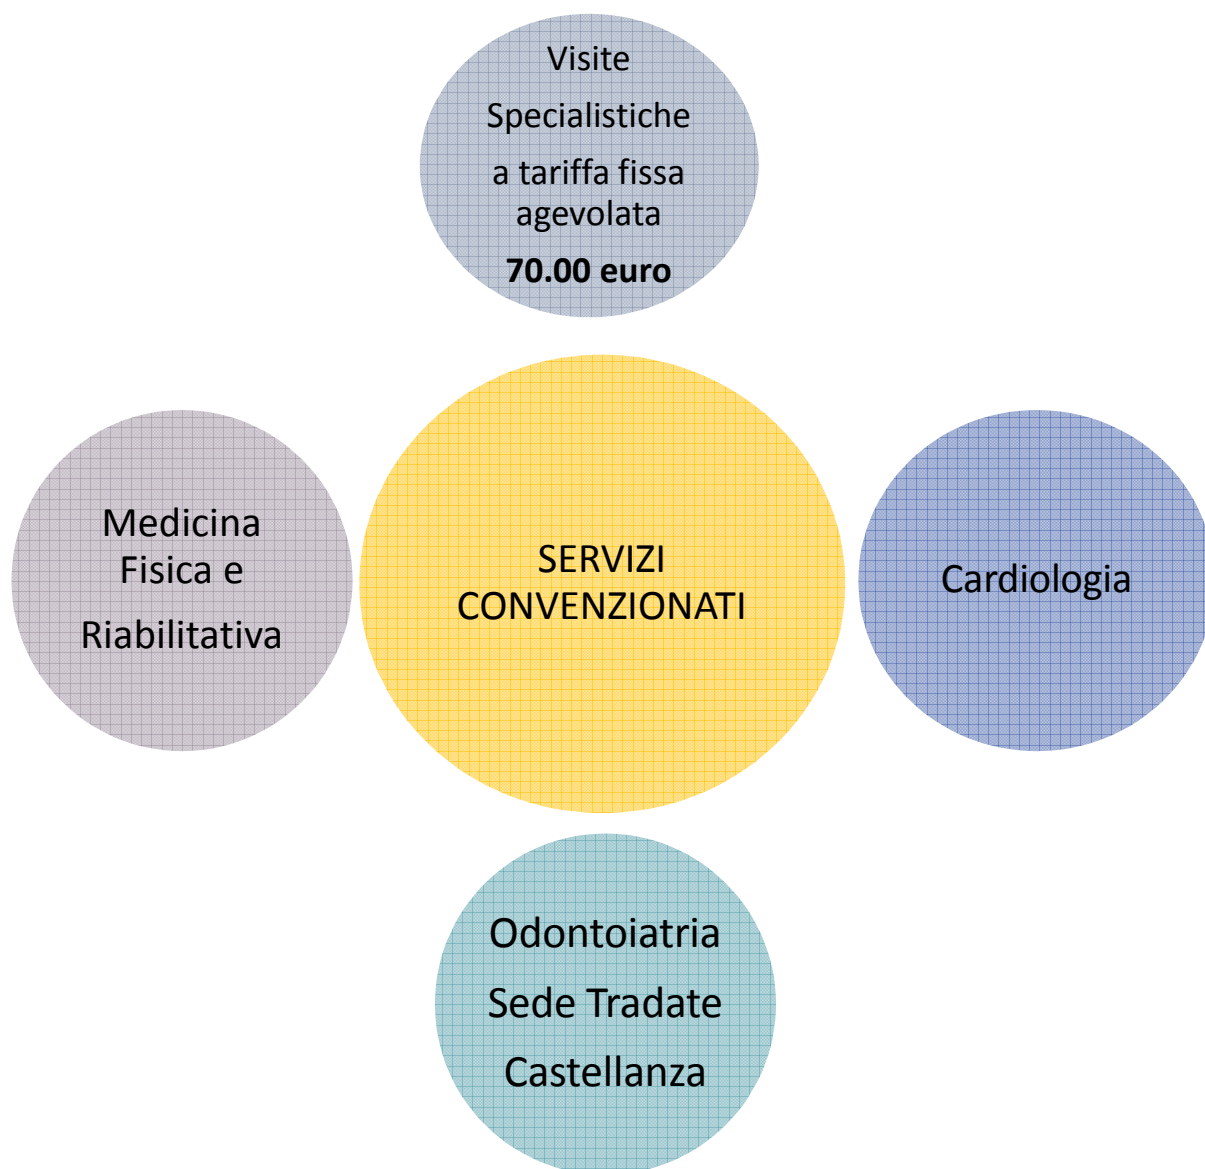 Visite
Specialistiche
a tariffa fissa
agevolata
70.00 euro
Medicina
Fisica e
Riabilitativa
SERVIZI
CONVENZIONATI
Cardiologia
Odontoiatria
Sede Tradate
Castellanza